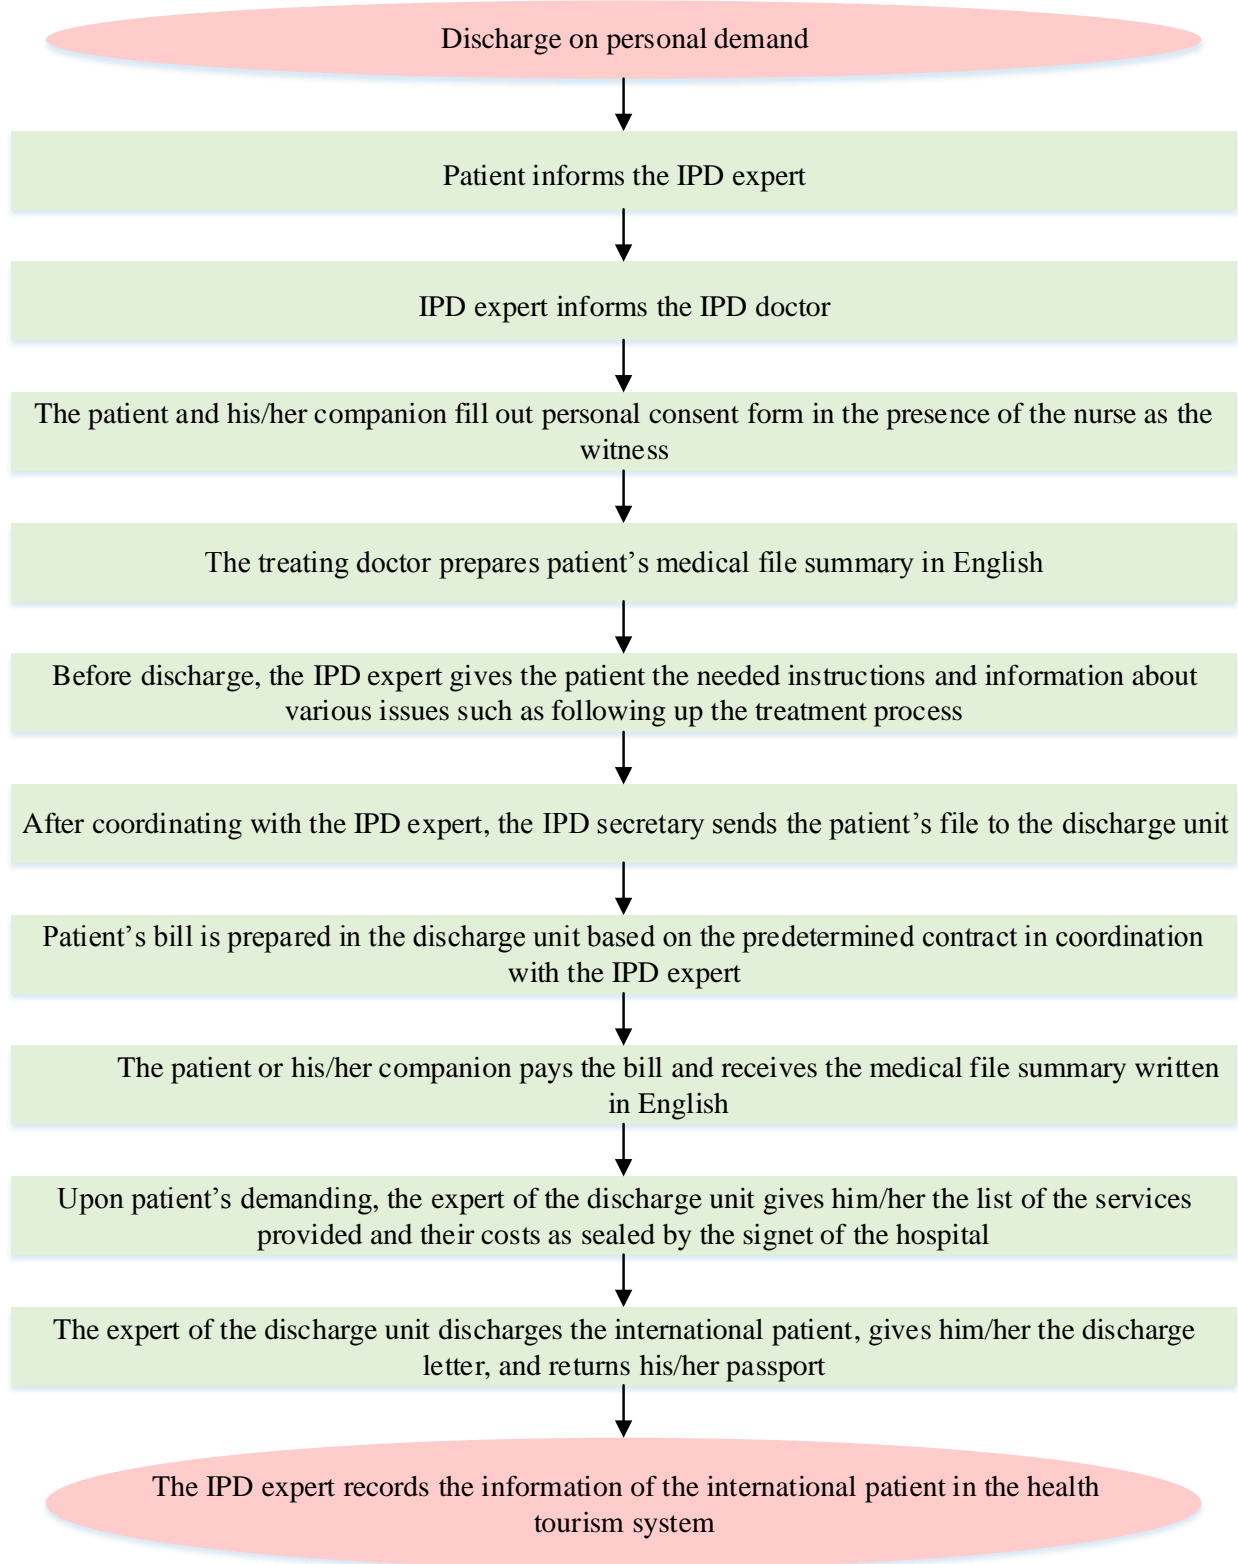 Discharge on personal demand
Patient informs the IPD expert
IPD expert informs the IPD doctor
The patient and his/her companion fill out personal consent form in the presence of the nurse as the
witness
The treating doctor prepares patient’s medical file summary in English
Before discharge, the IPD expert gives the patient the needed instructions and information about
various issues such as following up the treatment process
After coordinating with the IPD expert, the IPD secretary sends the patient’s file to the discharge unit
Patient’s bill is prepared in the discharge unit based on the predetermined contract in coordination
with the IPD expert
The patient or his/her companion pays the bill and receives the medical file summary written
in English
Upon patient’s demanding, the expert of the discharge unit gives him/her the list of the services
provided and their costs as sealed by the signet of the hospital
The expert of the discharge unit discharges the international patient, gives him/her the discharge
letter, and returns his/her passport
The IPD expert records the information of the international patient in the health
tourism system